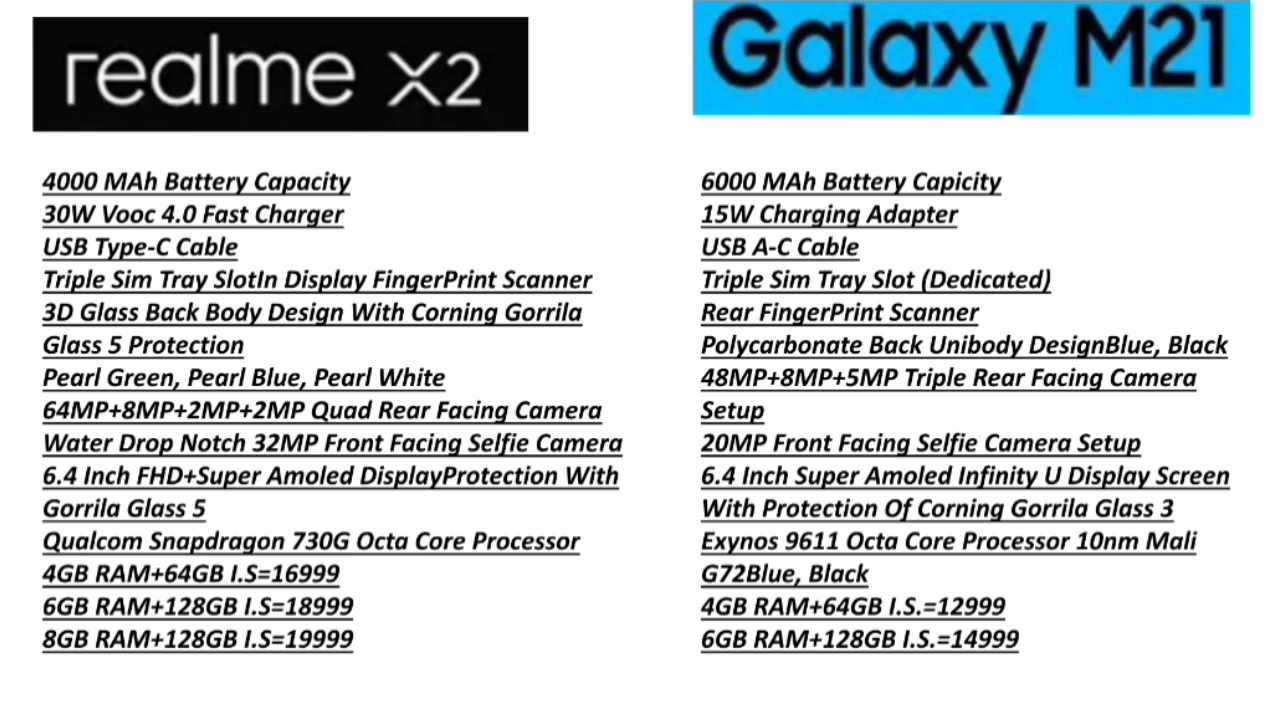 realme X2
4000 MAh Battery Capacity
30W Vooc 4.0 Fast Charger
USB Type-C Cable
Triple Sim Tray SlotIn Display FingerPrint Scanner
3D Glass Back Body Design With Corning Gorrila
Glass 5 Protection
Pearl Green, Pearl Blue, Pearl White
64MP+8MP+2MP+2MP Quad Rear Facing Camera
Water Drop Notch 32MP Front Facing Selfie Camera
6.4 Inch FHD+Super Amoled DisplayProtection With
Gorrila Glass 5
Qualcom Snapdragon 730G Octa Core Processor
4GB RAM+64GB I.S=16999
6GB RAM+128GB I.S=18999
8GB RAM+128GB I.S=19999
Galaxy M21
6000 MAh Battery Capicity
15W Charging Adapter
USB A-C Cable
Triple Sim Tray Slot (Dedicated)
Rear FingerPrint Scanner
Polycarbonate Back Unibody DesignBlue, Black
48MP+8MP+5MP Triple Rear Facing Camera
Setup
20MP Front Facing Selfie Camera Setup
6.4 Inch Super Amoled Infinity U Display Screen
With Protection Of Corning Gorrila Glass 3
Exynos 9611 Octa Core Processor 10nm Mali
G72Blue, Black
4GB RAM+64GB I.S.=12999
6GB RAM+128GB I.S.=14999